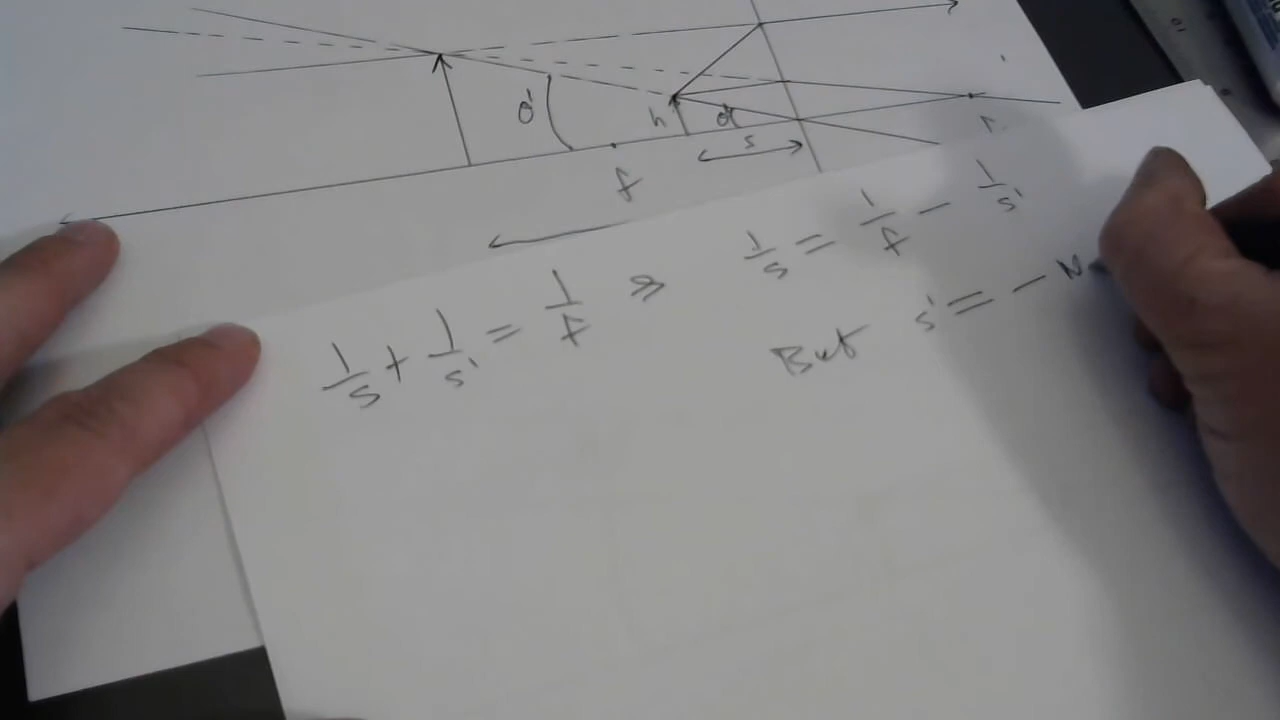 θ'
h
α
s
f
1/s + 1/s' = 1/f ⇒ 1/s = 1/f - 1/s'
But s' = - N